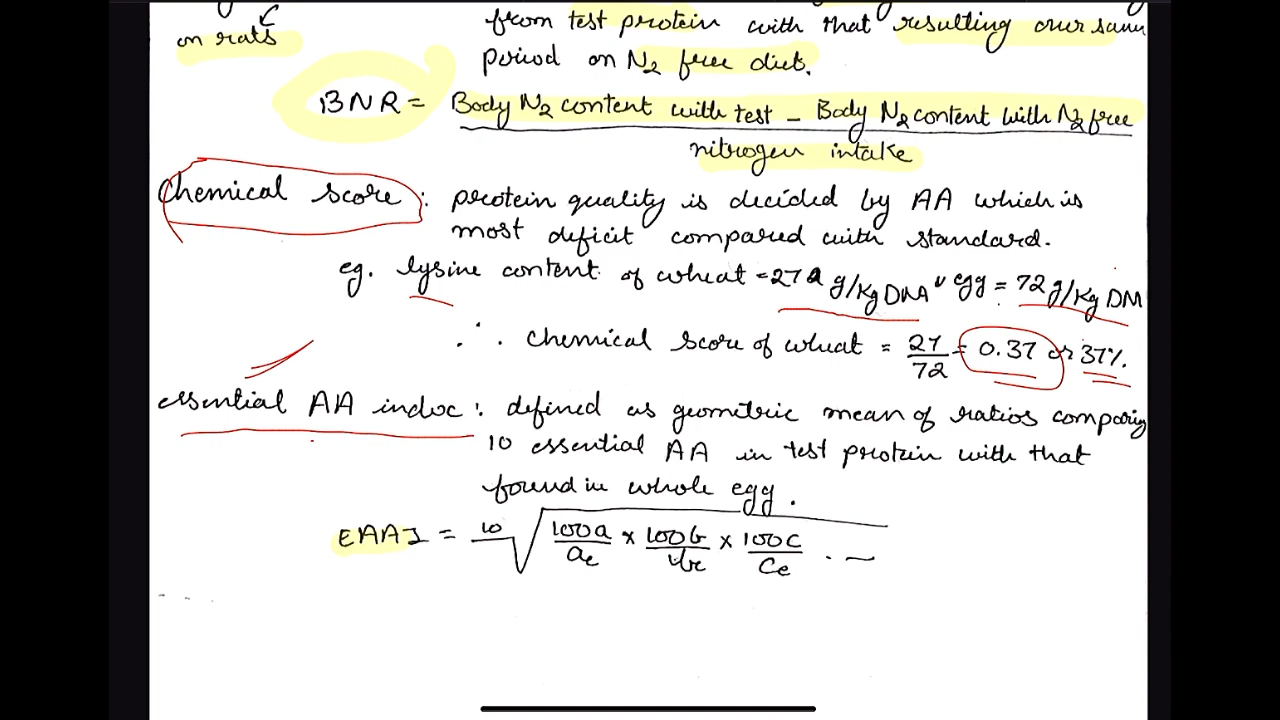 from test protein with that resulting over same
on rats
period on N2 free diet.
BNR = Body N2 content with test - Body N2 content with N2 free
nitrogen intake
Chemical score : protein quality is decided by AA which is
most deficit compared with standard.
eg. lysine content of wheat = 27 g/kg DM " egg = 72 g/kg DM
∴ Chemical score of wheat = 27/72 = 0.37 or 37%.
essential AA index : defined as geometric mean of ratios comparing
10 essential AA in test protein with that
found in whole egg.
EAAI = 10√ 100a/ae × 100b/be × 100c/ce . —